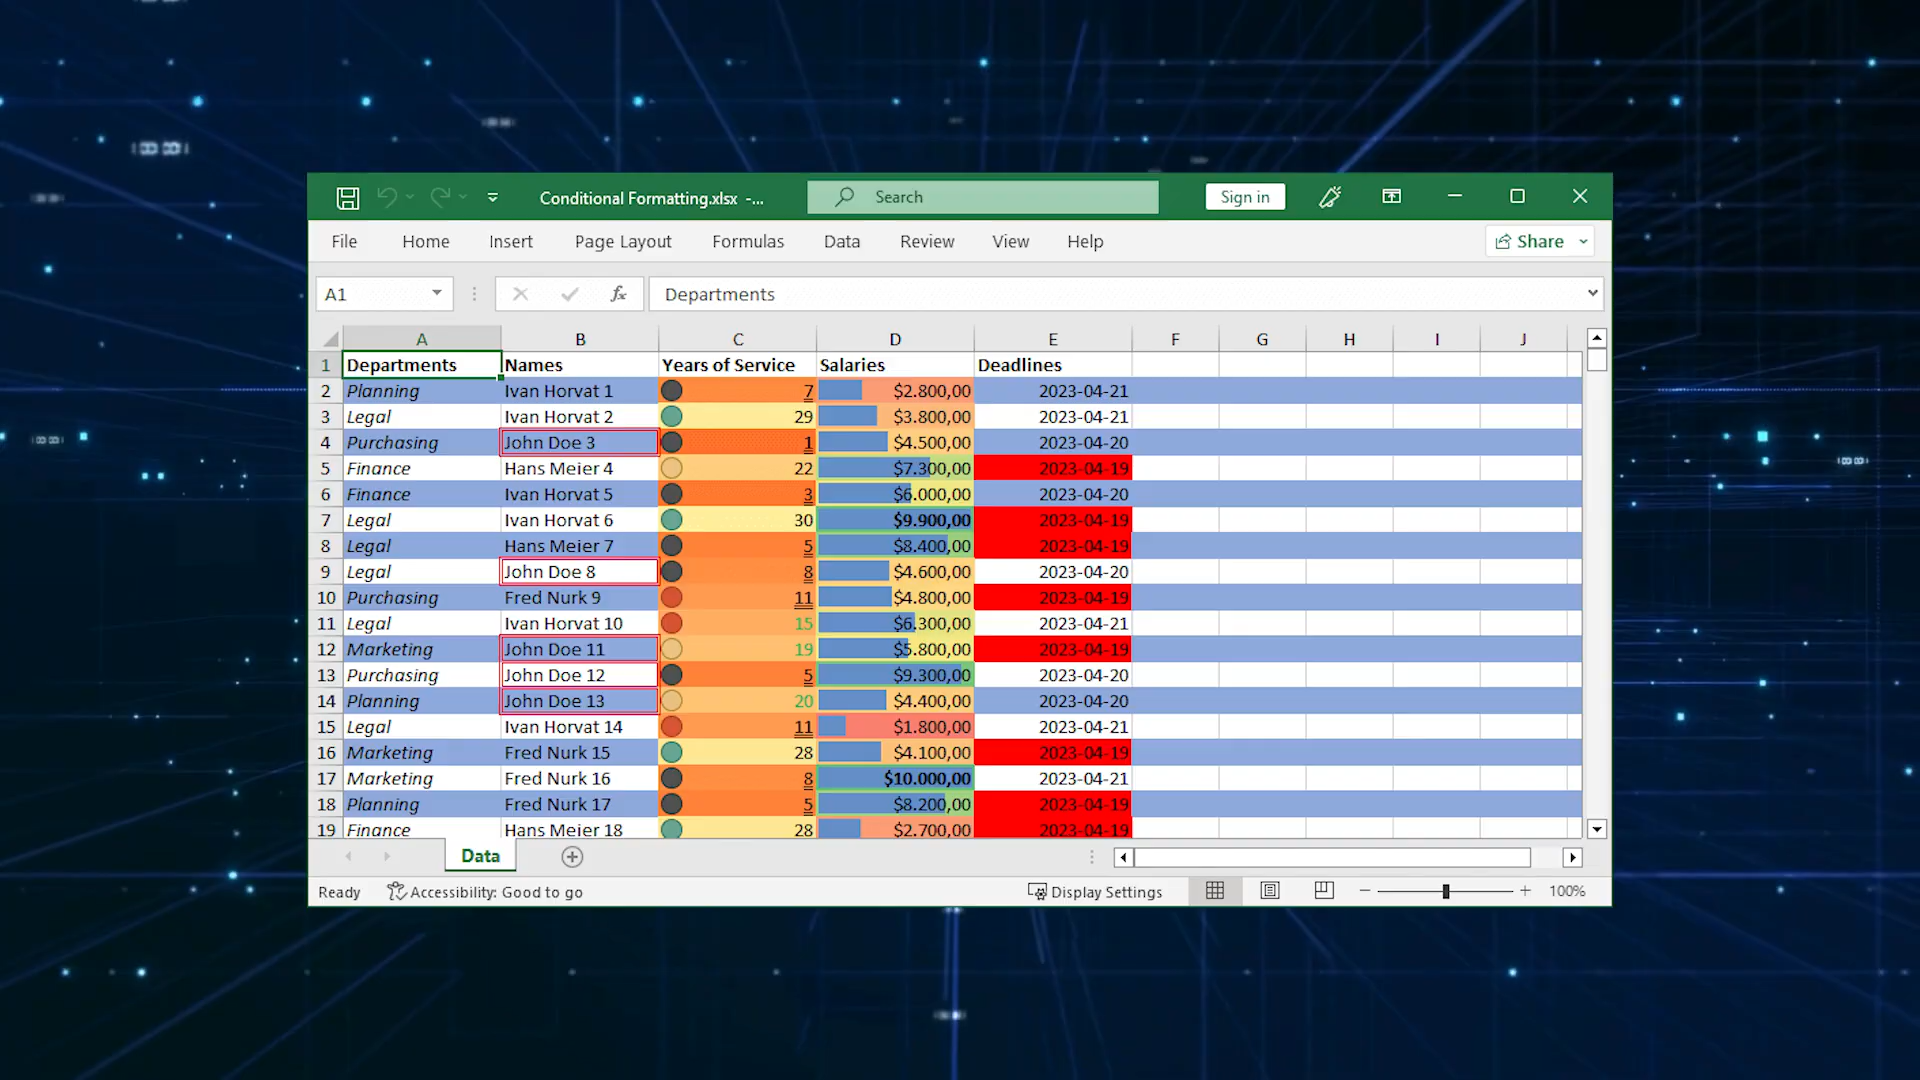 Conditional Formatting.xlsx -...
Search
Sign in
File Home Insert Page Layout Formulas Data Review View Help Share
A1 fx Departments
A B C D E F G H I J
1 Departments Names Years of Service Salaries Deadlines
2 Planning Ivan Horvat 1 7 $2.800,00 2023-04-21
3 Legal Ivan Horvat 2 29 $3.800,00 2023-04-21
4 Purchasing John Doe 3 1 $4.500,00 2023-04-20
5 Finance Hans Meier 4 22 $7.300,00 2023-04-19
6 Finance Ivan Horvat 5 3 $6.000,00 2023-04-20
7 Legal Ivan Horvat 6 30 $9.900,00 2023-04-19
8 Legal Hans Meier 7 5 $8.400,00 2023-04-19
9 Legal John Doe 8 8 $4.600,00 2023-04-20
10 Purchasing Fred Nurk 9 11 $4.800,00 2023-04-19
11 Legal Ivan Horvat 10 15 $6.300,00 2023-04-21
12 Marketing John Doe 11 19 $5.800,00 2023-04-19
13 Purchasing John Doe 12 5 $9.300,00 2023-04-20
14 Planning John Doe 13 20 $4.400,00 2023-04-20
15 Legal Ivan Horvat 14 11 $1.800,00 2023-04-21
16 Marketing Fred Nurk 15 28 $4.100,00 2023-04-19
17 Marketing Fred Nurk 16 8 $10.000,00 2023-04-21
18 Planning Fred Nurk 17 5 $8.200,00 2023-04-19
19 Finance Hans Meier 18 28 $2.700,00 2023-04-19
Data
Ready Accessibility: Good to go Display Settings 100%